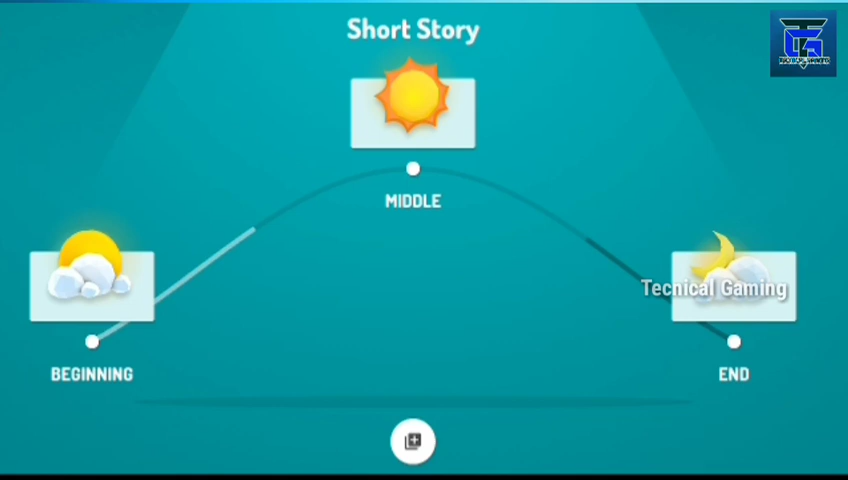 Short Story
MIDDLE
Tecnical Gaming
BEGINNING
END